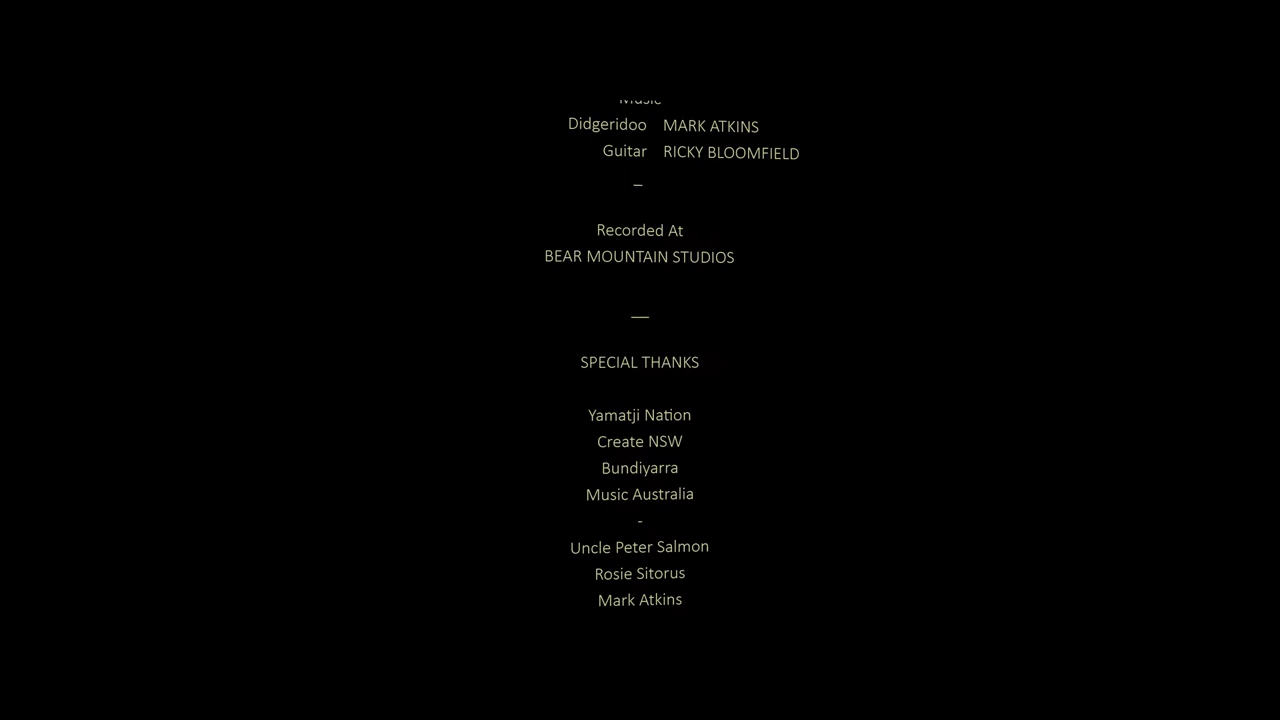 Music
Didgeridoo MARK ATKINS
Guitar RICKY BLOOMFIELD
–
Recorded At
BEAR MOUNTAIN STUDIOS
—
SPECIAL THANKS
Yamatji Nation
Create NSW
Bundiyarra
Music Australia
-
Uncle Peter Salmon
Rosie Sitorus
Mark Atkins